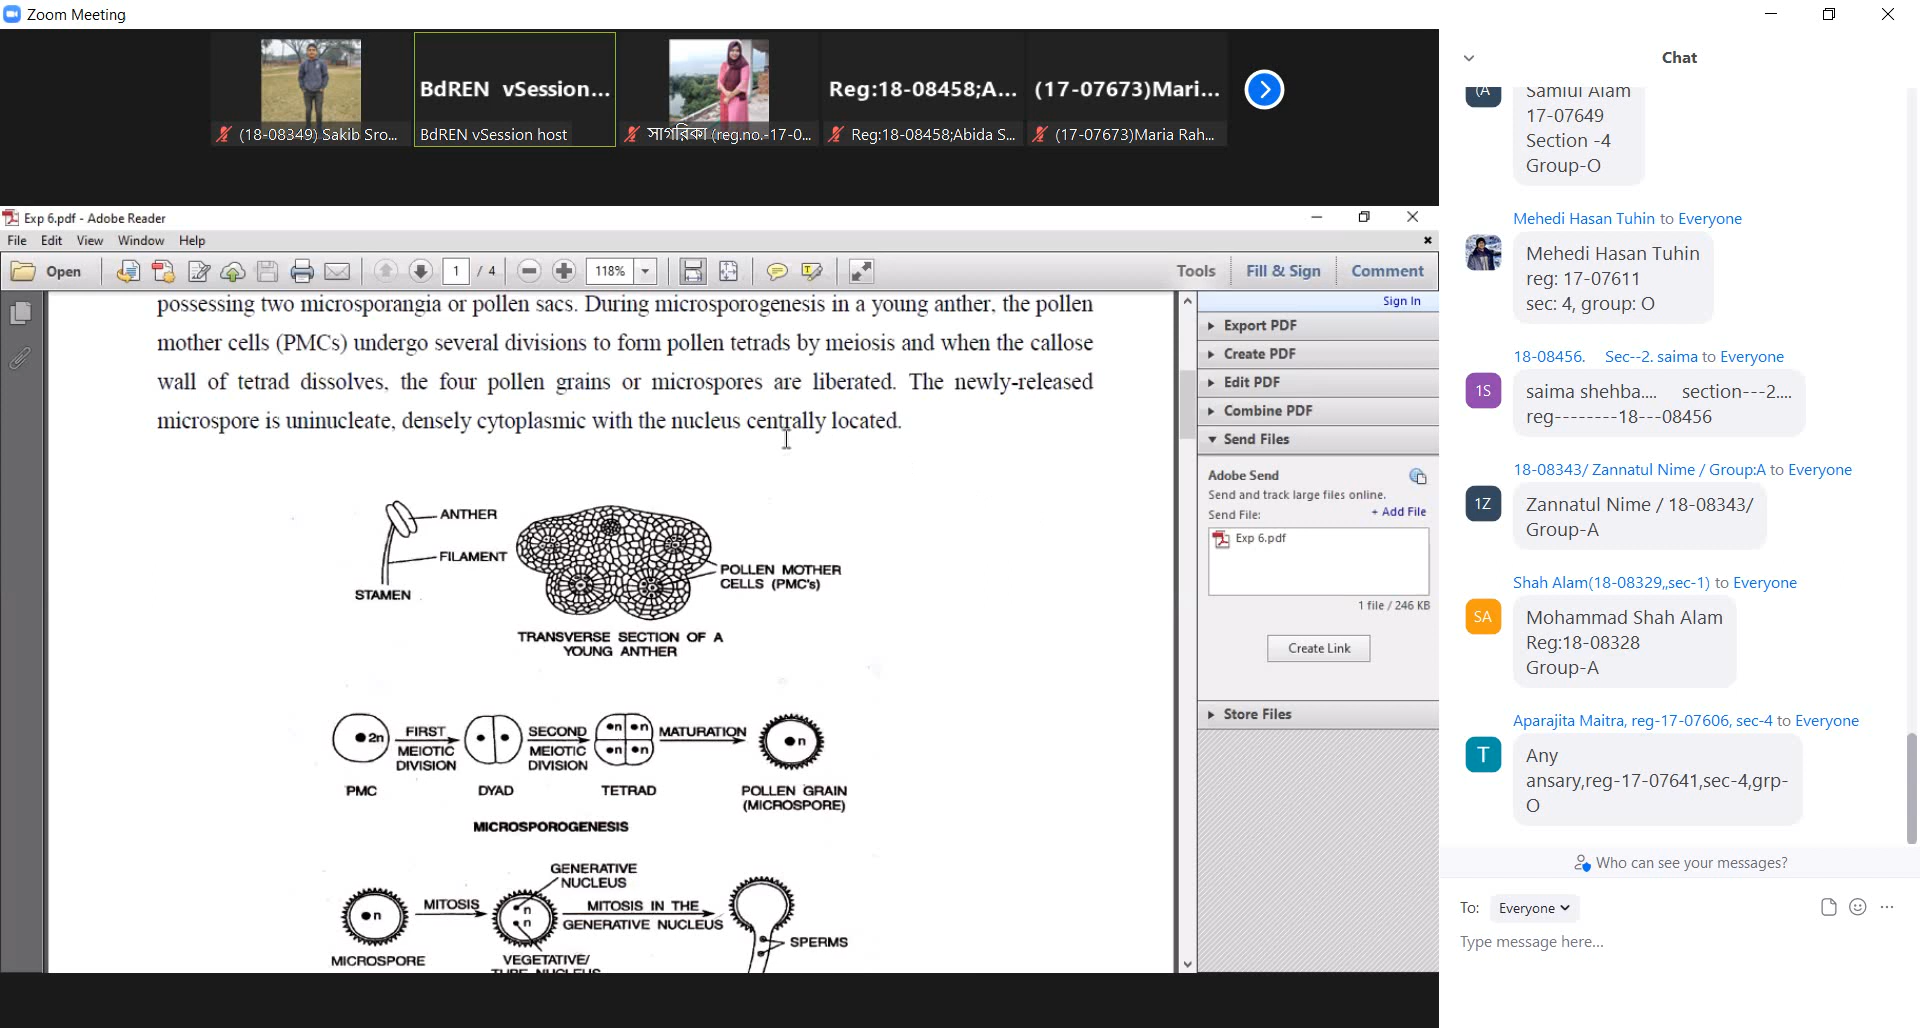 Zoom Meeting
BdREN vSession...
Reg:18-08458;A...
(17-07673)Mari...
(18-08349) Sakib Sro...
BdREN vSession host
সাগরিকা (reg.no.-17-0...
Reg:18-08458;Abida S...
(17-07673)Maria Rah...
Exp 6.pdf - Adobe Reader
File Edit View Window Help
Open
1 / 4
118%
Tools
Fill & Sign
Comment
possessing two microsporangia or pollen sacs. During microsporogenesis in a young anther, the pollen
mother cells (PMCs) undergo several divisions to form pollen tetrads by meiosis and when the callose
wall of tetrad dissolves, the four pollen grains or microspores are liberated. The newly-released
microspore is uninucleate, densely cytoplasmic with the nucleus centrally located.
ANTHER
FILAMENT
STAMEN
POLLEN MOTHER
CELLS (PMC's)
TRANSVERSE SECTION OF A
YOUNG ANTHER
2n
FIRST
MEIOTIC
DIVISION
SECOND
MEIOTIC
DIVISION
n n
n n
MATURATION
n
PMC
DYAD
TETRAD
POLLEN GRAIN
(MICROSPORE)
MICROSPOROGENESIS
GENERATIVE
NUCLEUS
n
MITOSIS
n
n
MITOSIS IN THE
GENERATIVE NUCLEUS
SPERMS
MICROSPORE
VEGETATIVE/
TUBE NUCLEUS
Sign In
Export PDF
Create PDF
Edit PDF
Combine PDF
Send Files
Adobe Send
Send and track large files online.
Send File:
+ Add File
Exp 6.pdf
1 file / 246 KB
Create Link
Store Files
Chat
(A
Samiul Alam
17-07649
Section -4
Group-O
Mehedi Hasan Tuhin to Everyone
Mehedi Hasan Tuhin
reg: 17-07611
sec: 4, group: O
18-08456. Sec--2. saima to Everyone
1S
saima shehba.... section---2....
reg--------18---08456
18-08343/ Zannatul Nime / Group:A to Everyone
1Z
Zannatul Nime / 18-08343/
Group-A
Shah Alam(18-08329,,sec-1) to Everyone
SA
Mohammad Shah Alam
Reg:18-08328
Group-A
Aparajita Maitra, reg-17-07606, sec-4 to Everyone
T
Any
ansary,reg-17-07641,sec-4,grp-
O
Who can see your messages?
To: Everyone
Type message here...